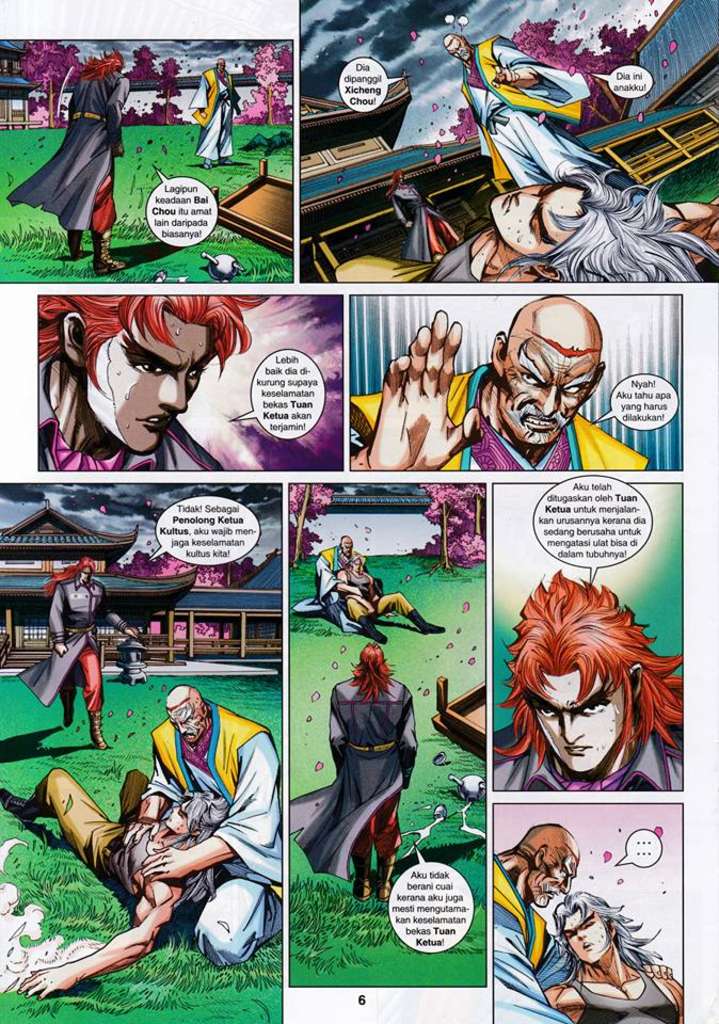 Lagipun
keadaan Bai
Chou itu amat
lain daripada
biasanya!
Dia
dipanggil
Xicheng
Chou!
Dia ini
anakku!
Lebih
baik dia di-
kurung supaya
keselamatan
bekas Tuan
Ketua akan
terjamin!
Nyah!
Aku tahu apa
yang harus
dilakukan!
Tidak! Sebagai
Penolong Ketua
Kultus, aku wajib men-
jaga keselamatan
kultus kita!
Aku tidak
berani cuai
kerana aku juga
mesti mengutama-
kan keselamatan
bekas Tuan
Ketua!
Aku telah
ditugaskan oleh Tuan
Ketua untuk menjalan-
kan urusannya kerana dia
sedang berusaha untuk
mengatasi ulat bisa di
dalam tubuhnya!
...
...
6